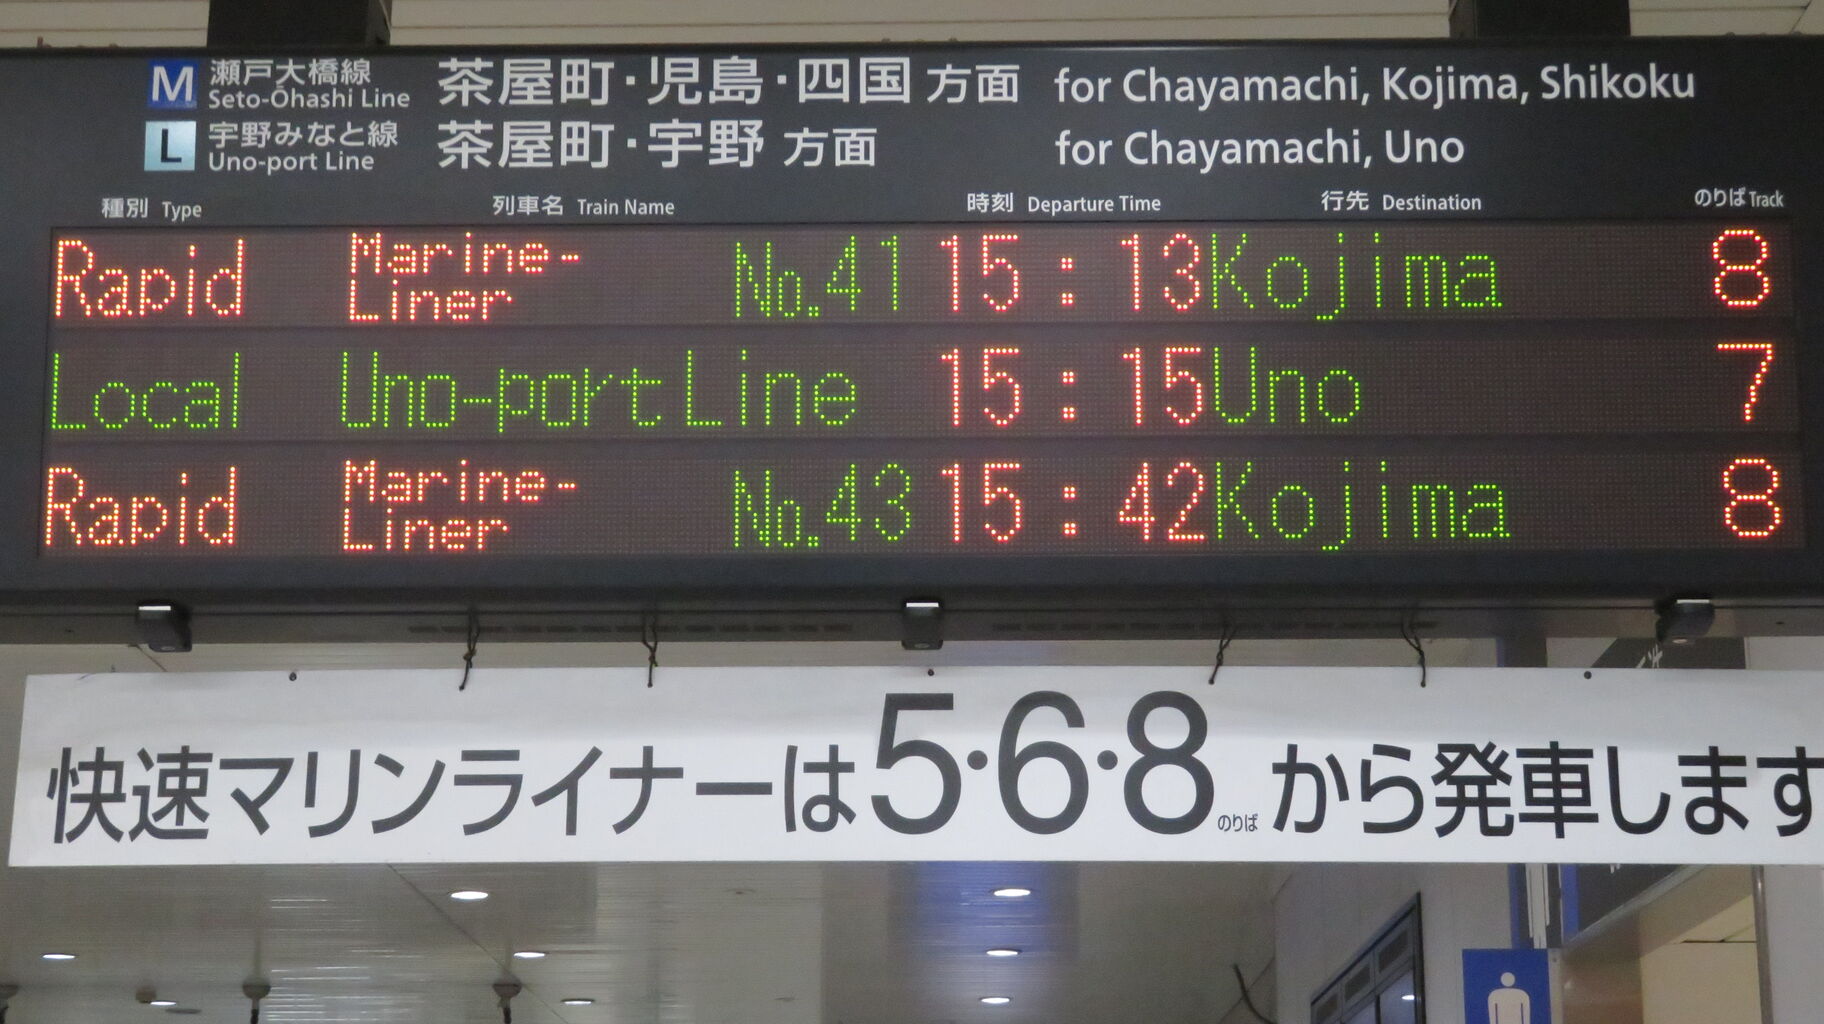 M 瀬戸大橋線 茶屋町・児島・四国 方面 for Chayamachi, Kojima, Shikoku
Seto-Ōhashi Line
L 宇野みなと線 茶屋町・宇野 方面 for Chayamachi, Uno
Uno-port Line
種別 Type 列車名 Train Name 時刻 Departure Time 行先 Destination のりば Track
Rapid Marine-Liner No.41 15:13 Kojima 8
Local Uno-port Line 15:15 Uno 7
Rapid Marine-Liner No.43 15:42 Kojima 8
快速マリンライナーは5・6・8のりばから発車します